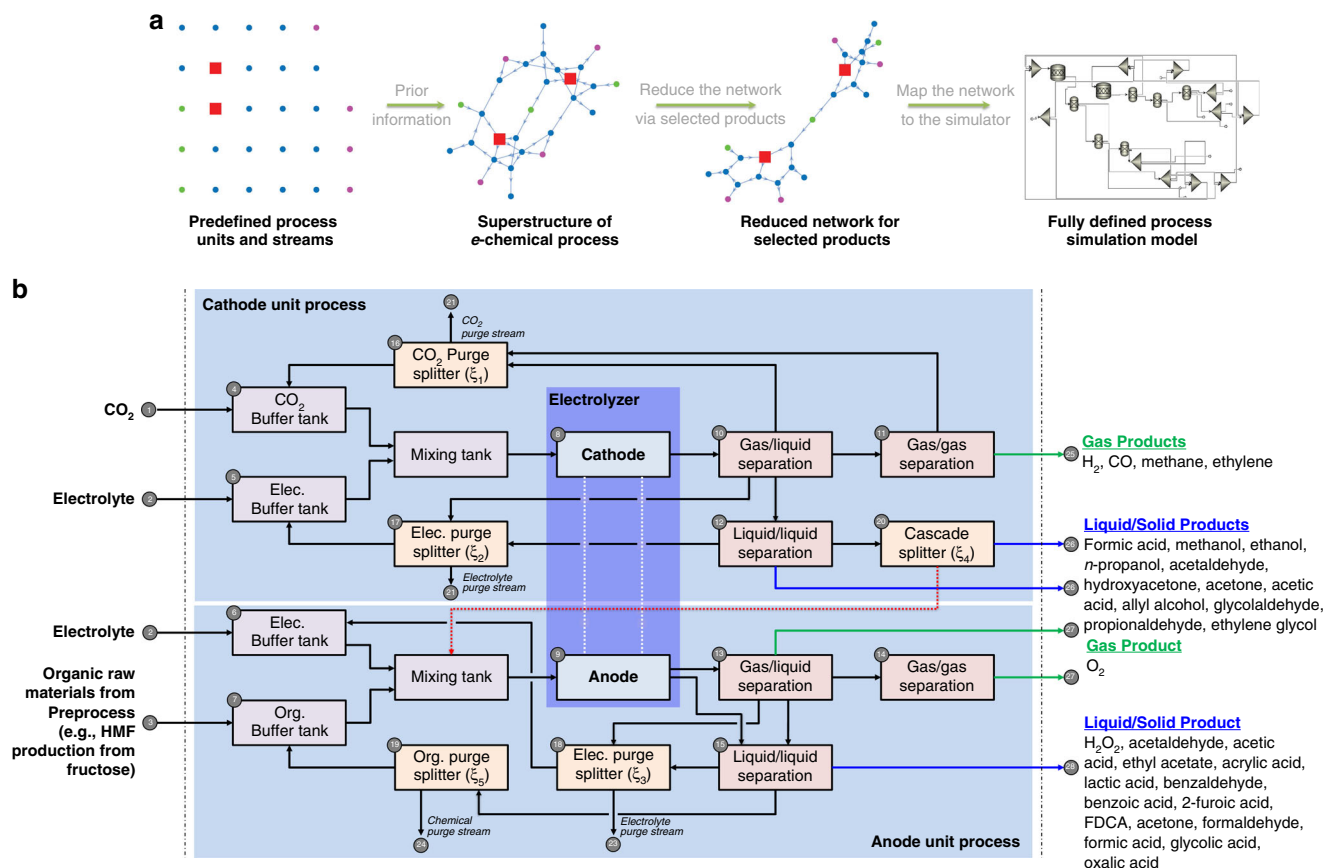 a
Prior
information
Reduce the network
via selected products
Map the network
to the simulator
Predefined process
units and streams
Superstructure of
e-chemical process
Reduced network for
selected products
Fully defined process
simulation model
b
Cathode unit process
21
CO2
purge stream
16
CO2 Purge
splitter (ξ1)
4
CO2
Buffer tank
Electrolyzer
CO2
1
Mixing tank
8
Cathode
10
Gas/liquid
separation
11
Gas/gas
separation
25
Gas Products
H2, CO, methane, ethylene
Electrolyte
2
5
Elec.
Buffer tank
17
Elec. purge
splitter (ξ2)
12
Liquid/liquid
separation
20
Cascade
splitter (ξ4)
Electrolyte
purge stream
21
Liquid/Solid Products
26
Formic acid, methanol, ethanol,
n-propanol, acetaldehyde,
26
hydroxyacetone, acetone, acetic
acid, allyl alcohol, glycolaldehyde,
propionaldehyde, ethylene glycol
Electrolyte
2
6
Elec.
Buffer tank
27
Gas Product
O2
27
Mixing tank
9
Anode
13
Gas/liquid
separation
14
Gas/gas
separation
Organic raw
materials from
Preprocess
(e.g., HMF
production from
fructose)
3
7
Org.
Buffer tank
19
Org. purge
splitter (ξ5)
18
Elec. purge
splitter (ξ3)
15
Liquid/liquid
separation
Chemical
purge stream
24
Electrolyte
purge stream
23
Anode unit process
28
Liquid/Solid Product
H2O2, acetaldehyde, acetic
acid, ethyl acetate, acrylic acid,
lactic acid, benzaldehyde,
benzoic acid, 2-furoic acid,
FDCA, acetone, formaldehyde,
formic acid, glycolic acid,
oxalic acid